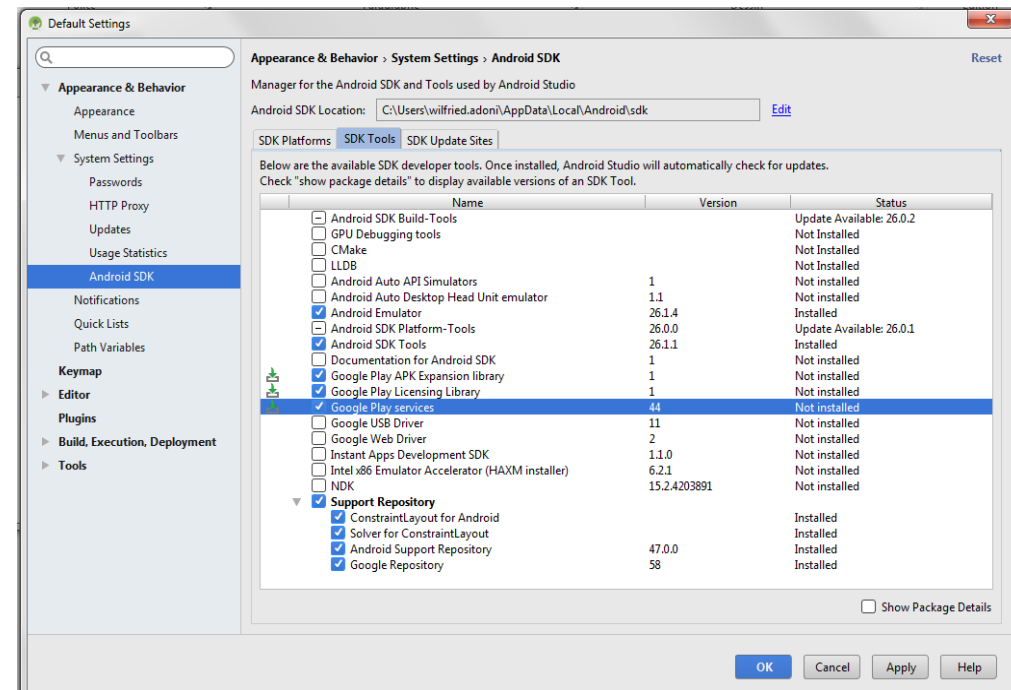 Default Settings
Appearance & Behavior
Appearance
Menus and Toolbars
System Settings
Passwords
HTTP Proxy
Updates
Usage Statistics
Android SDK
Notifications
Quick Lists
Path Variables
Keymap
Editor
Plugins
Build, Execution, Deployment
Tools
Appearance & Behavior › System Settings › Android SDK Reset
Manager for the Android SDK and Tools used by Android Studio
Android SDK Location: C:\Users\wilfried.adoni\AppData\Local\Android\sdk Edit
SDK Platforms SDK Tools SDK Update Sites
Below are the available SDK developer tools. Once installed, Android Studio will automatically check for updates.
Check "show package details" to display available versions of an SDK Tool.
Name Version Status
Android SDK Build-Tools Update Available: 26.0.2
GPU Debugging tools Not Installed
CMake Not Installed
LLDB Not Installed
Android Auto API Simulators 1 Not installed
Android Auto Desktop Head Unit emulator 1.1 Not installed
Android Emulator 26.1.4 Installed
Android SDK Platform-Tools 26.0.0 Update Available: 26.0.1
Android SDK Tools 26.1.1 Installed
Documentation for Android SDK 1 Not installed
Google Play APK Expansion library 1 Not installed
Google Play Licensing Library 1 Not installed
Google Play services 44 Not installed
Google USB Driver 11 Not installed
Google Web Driver 2 Not installed
Instant Apps Development SDK 1.1.0 Not installed
Intel x86 Emulator Accelerator (HAXM installer) 6.2.1 Not installed
NDK 15.2.4203891 Not installed
Support Repository
ConstraintLayout for Android Installed
Solver for ConstraintLayout Installed
Android Support Repository 47.0.0 Installed
Google Repository 58 Installed
Show Package Details
OK Cancel Apply Help